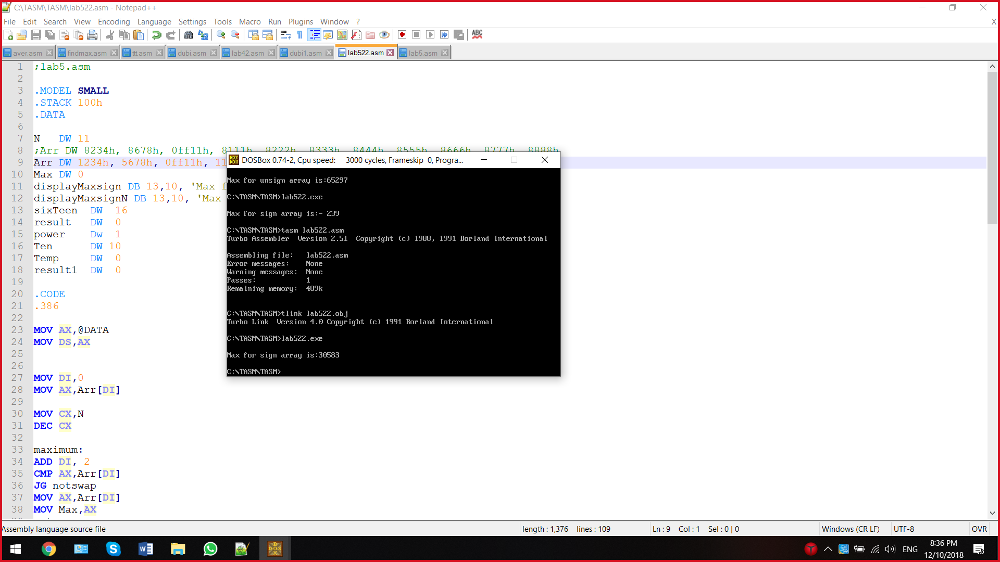 C:\TASM\TASM\lab522.asm - Notepad++
File Edit Search View Encoding Language Settings Tools Macro Run Plugins Window ?
X
ABC
aver.asm findmax.asm ttt.asm dubi.asm lab42.asm dubi1.asm lab522.asm lab5.asm
1 ;lab5.asm
2
3 .MODEL SMALL
4 .STACK 100h
5 .DATA
6
7 N DW 11
8 ;Arr DW 8234h, 8678h, 0ff11h, 8111h, 8222h, 8333h, 8444h, 8555h, 8666h, 8777h, 8888h
9 Arr DW 1234h, 5678h, 0ff11h, 11
10 Max DW 0
11 displayMaxsign DB 13,10, 'Max f
12 displayMaxsignN DB 13,10, 'Max
13 sixTeen DW 16
14 result DW 0
15 power Dw 1
16 Ten DW 10
17 Temp DW 0
18 result1 DW 0
19
20 .CODE
21 .386
22
23 MOV AX,@DATA
24 MOV DS,AX
25
26
27 MOV DI,0
28 MOV AX,Arr[DI]
29
30 MOV CX,N
31 DEC CX
32
33 maximum:
34 ADD DI, 2
35 CMP AX,Arr[DI]
36 JG notswap
37 MOV AX,Arr[DI]
38 MOV Max,AX
DOSBox 0.74-2, Cpu speed: 3000 cycles, Frameskip 0, Progra...
Max for unsign array is:65297
C:\TASM\TASM>lab522.exe
Max for sign array is:- 239
C:\TASM\TASM>tasm lab522.asm
Turbo Assembler Version 2.51 Copyright (c) 1988, 1991 Borland International
Assembling file: lab522.asm
Error messages: None
Warning messages: None
Passes: 1
Remaining memory: 489k
C:\TASM\TASM>tlink lab522.obj
Turbo Link Version 4.0 Copyright (c) 1991 Borland International
C:\TASM\TASM>lab522.exe
Max for sign array is:30583
C:\TASM\TASM>
Assembly language source file length : 1,376 lines : 109 Ln : 9 Col : 1 Sel : 0 | 0 Windows (CR LF) UTF-8 OVR
DOS BOX
ENG
8:36 PM
12/10/2018